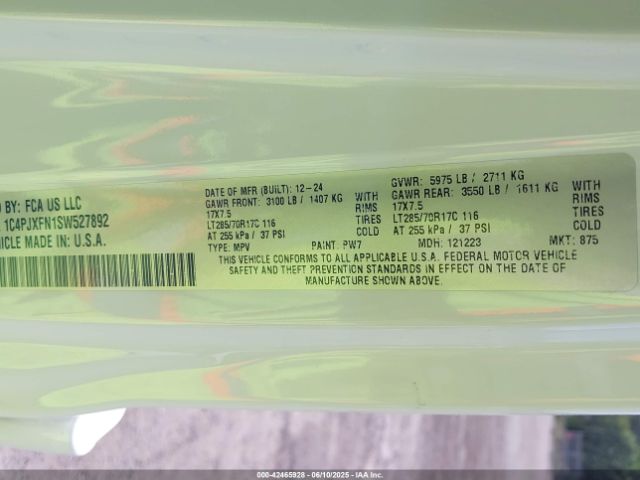 D BY: FCA US LLC
1C4PJXFN1SW527892
HICLE MADE IN: U.S.A.
DATE OF MFR (BUILT): 12-24
GAWR FRONT: 3100 LB / 1407 KG WITH
17X7.5 RIMS
LT285/70R17C 116 TIRES
AT 255 kPa / 37 PSI COLD
TYPE: MPV PAINT: PW7
GVWR: 5975 LB / 2711 KG
GAWR REAR: 3550 LB / 1611 KG WITH
17X7.5 RIMS
LT285/70R17C 116 TIRES
AT 255 kPa / 37 PSI COLD
MDH: 121223 MKT: 875
THIS VEHICLE CONFORMS TO ALL APPLICABLE U.S.A. FEDERAL MOTOR VEHICLE
SAFETY AND THEFT PREVENTION STANDARDS IN EFFECT ON THE DATE OF
MANUFACTURE SHOWN ABOVE.
000-42465928 - 06/10/2025 - IAA Inc.